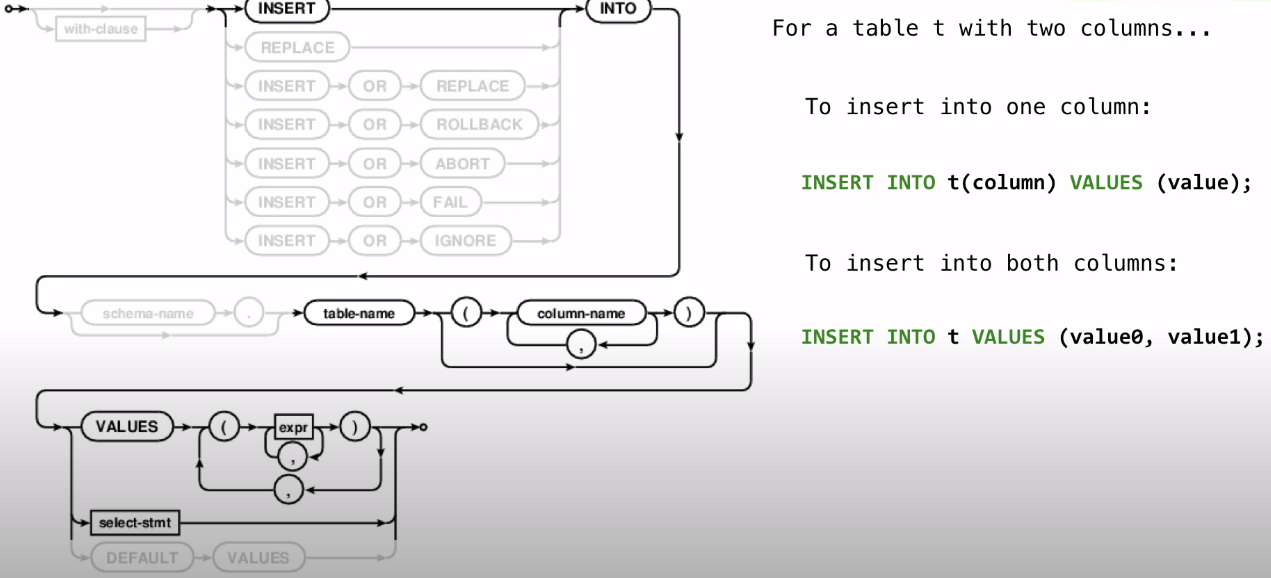 INSERT INTO
with-clause
REPLACE
INSERT OR REPLACE
INSERT OR ROLLBACK
INSERT OR ABORT
INSERT OR FAIL
INSERT OR IGNORE
schema-name . table-name ( column-name )
,
VALUES ( expr )
,
,
select-stmt
DEFAULT VALUES
For a table t with two columns...
To insert into one column:
INSERT INTO t(column) VALUES (value);
To insert into both columns:
INSERT INTO t VALUES (value0, value1);